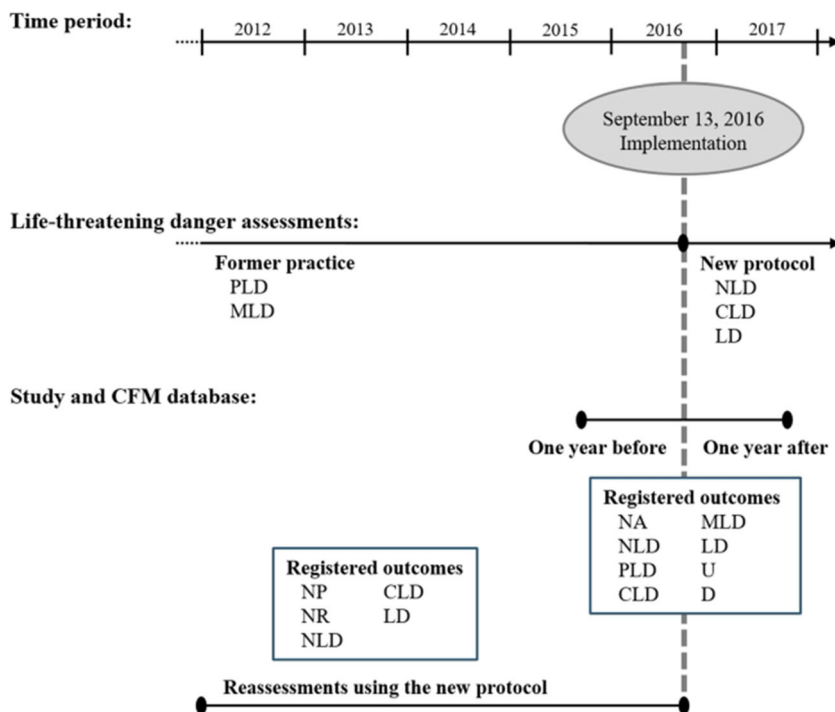 Time period:
2012 2013 2014 2015 2016 2017
September 13, 2016
Implementation
Life-threatening danger assessments:
Former practice
PLD
MLD
New protocol
NLD
CLD
LD
Study and CFM database:
One year before One year after
Registered outcomes
NA MLD
NLD LD
PLD U
CLD D
Registered outcomes
NP CLD
NR LD
NLD
Reassessments using the new protocol